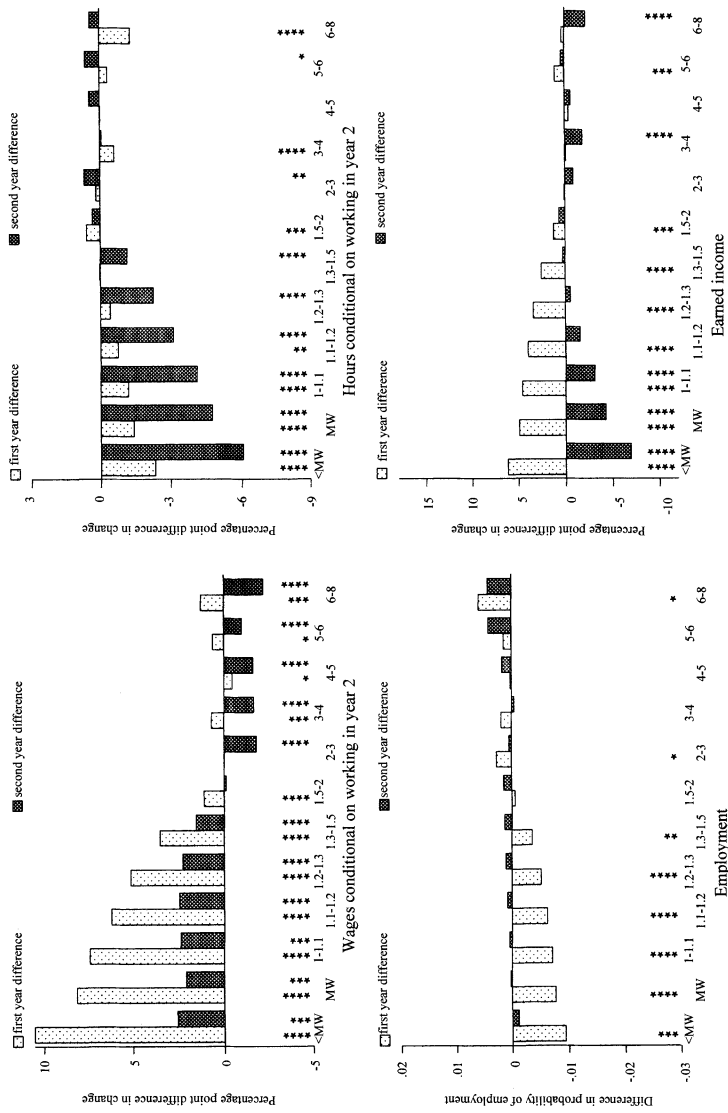 first year difference second year difference
Percentage point difference in change
10
5
0
-5
**** *** **** *** **** *** **** **** **** **** **** **** **** **** *** **** * **** * **** *** ****
<MW MW 1-1.1 1.1-1.2 1.2-1.3 1.3-1.5 1.5-2 2-3 3-4 4-5 5-6 6-8
Wages conditional on working in year 2
first year difference second year difference
Percentage point difference in change
3
0
-3
-6
-9
**** **** **** **** **** **** ** **** **** **** *** ** **** * ****
<MW MW 1-1.1 1.1-1.2 1.2-1.3 1.3-1.5 1.5-2 2-3 3-4 4-5 5-6 6-8
Hours conditional on working in year 2
first year difference second year difference
Difference in probability of employment
.02
.01
0
-.01
-.02
-.03
*** **** **** **** **** ** * *
<MW MW 1-1.1 1.1-1.2 1.2-1.3 1.3-1.5 1.5-2 2-3 3-4 4-5 5-6 6-8
Employment
first year difference second year difference
Percentage point difference in change
15
10
5
0
-5
-10
**** **** **** **** **** **** **** **** **** *** **** *** ****
<MW MW 1-1.1 1.1-1.2 1.2-1.3 1.3-1.5 1.5-2 2-3 3-4 4-5 5-6 6-8
Earned income